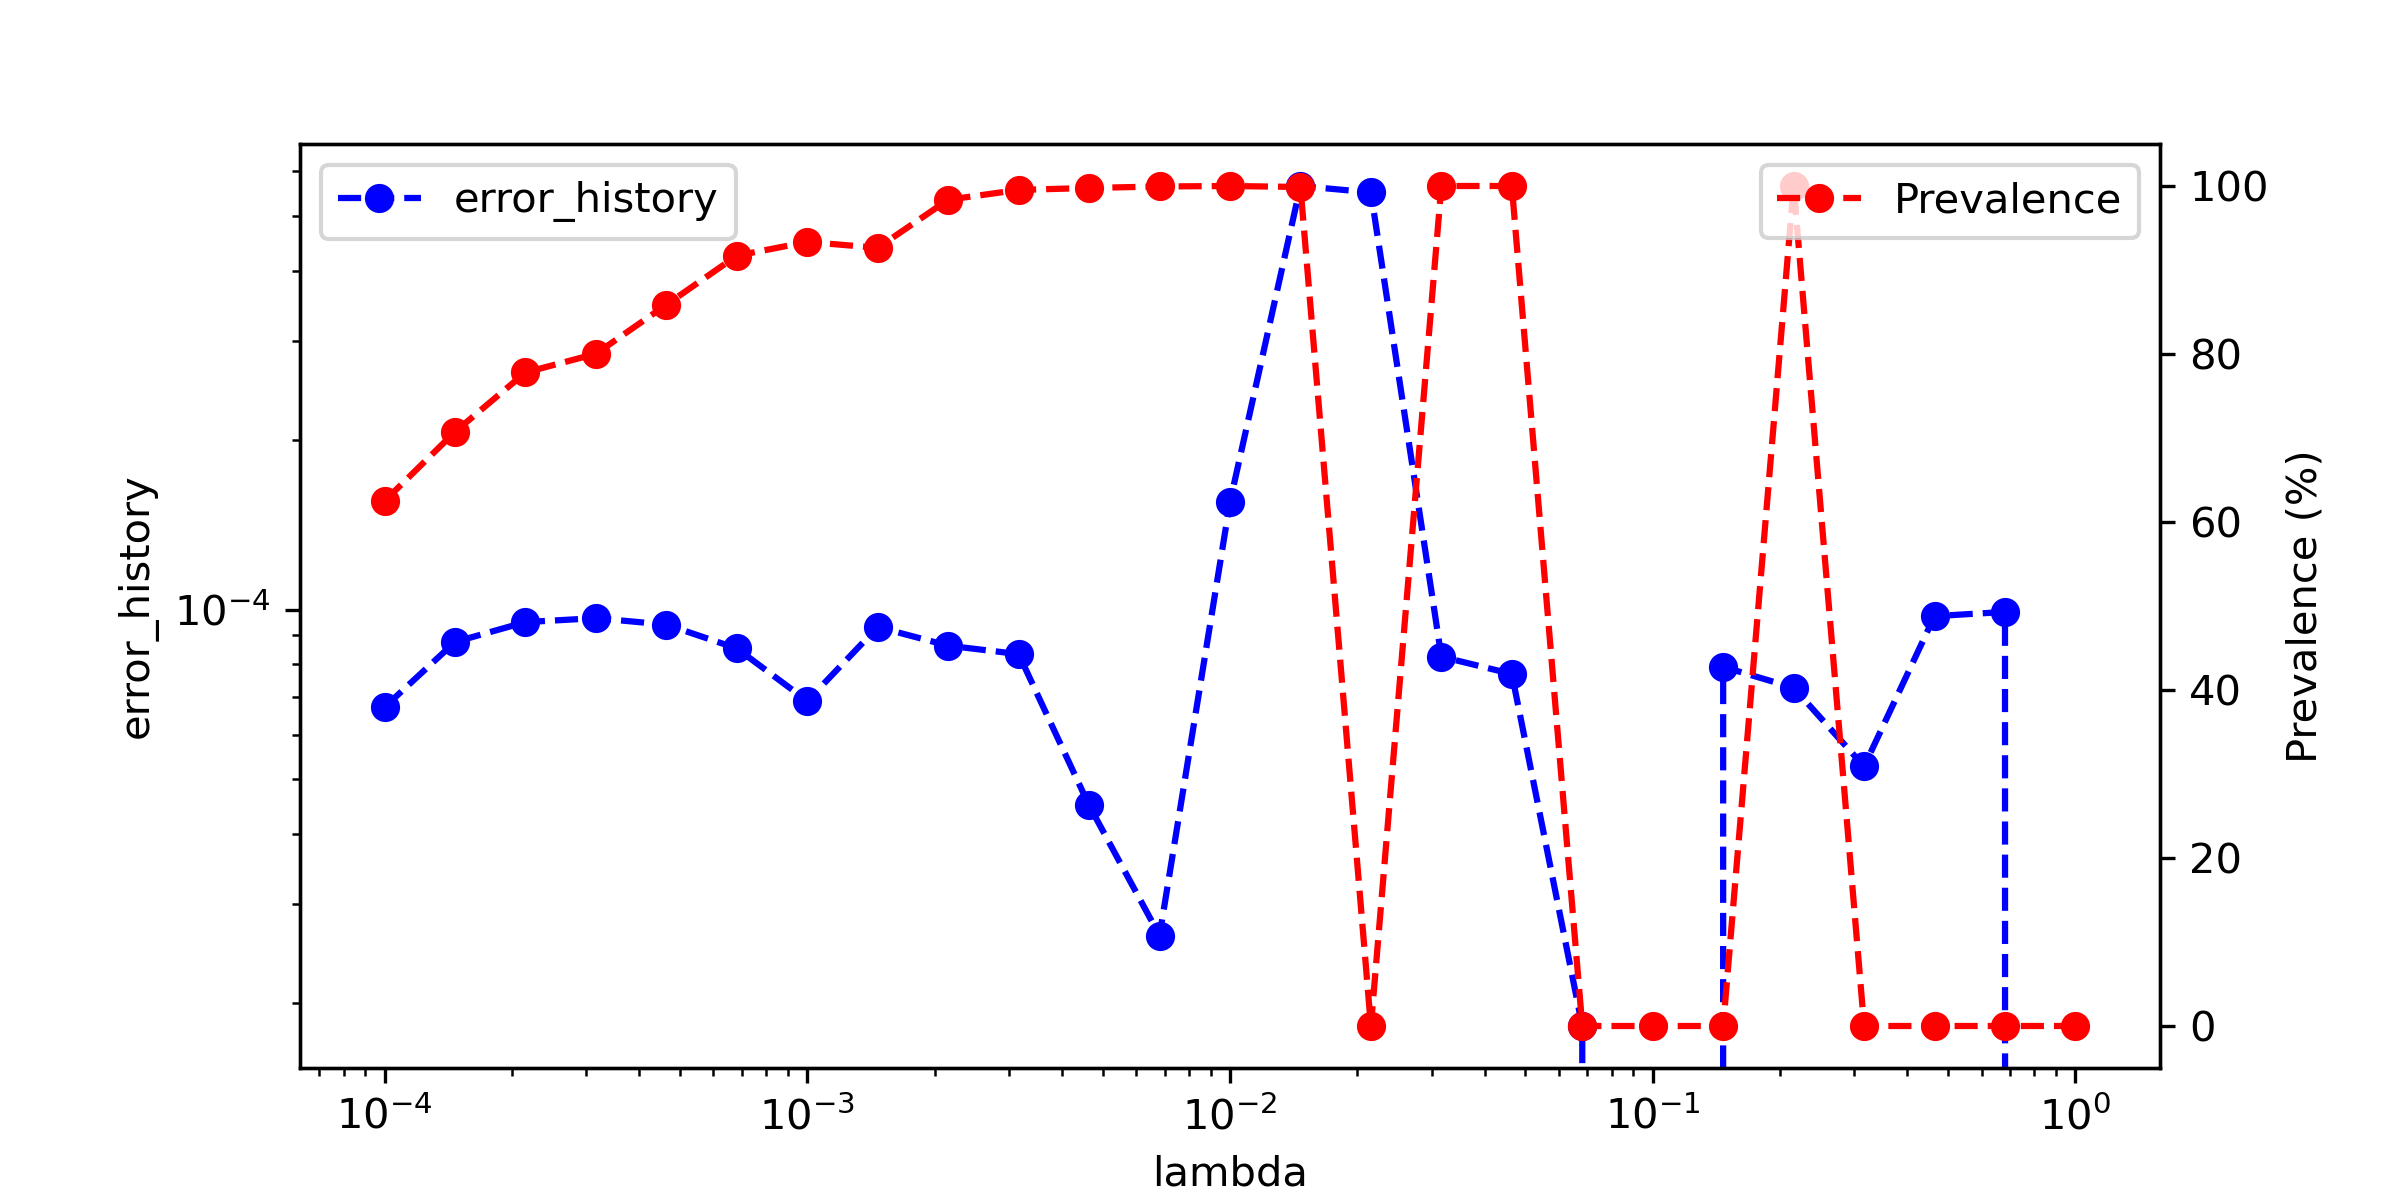 error_history
Prevalence
100
80
60
40
20
0
10⁻⁴
error_history
Prevalence (%)
10⁻⁴
10⁻³
10⁻²
10⁻¹
10⁰
lambda